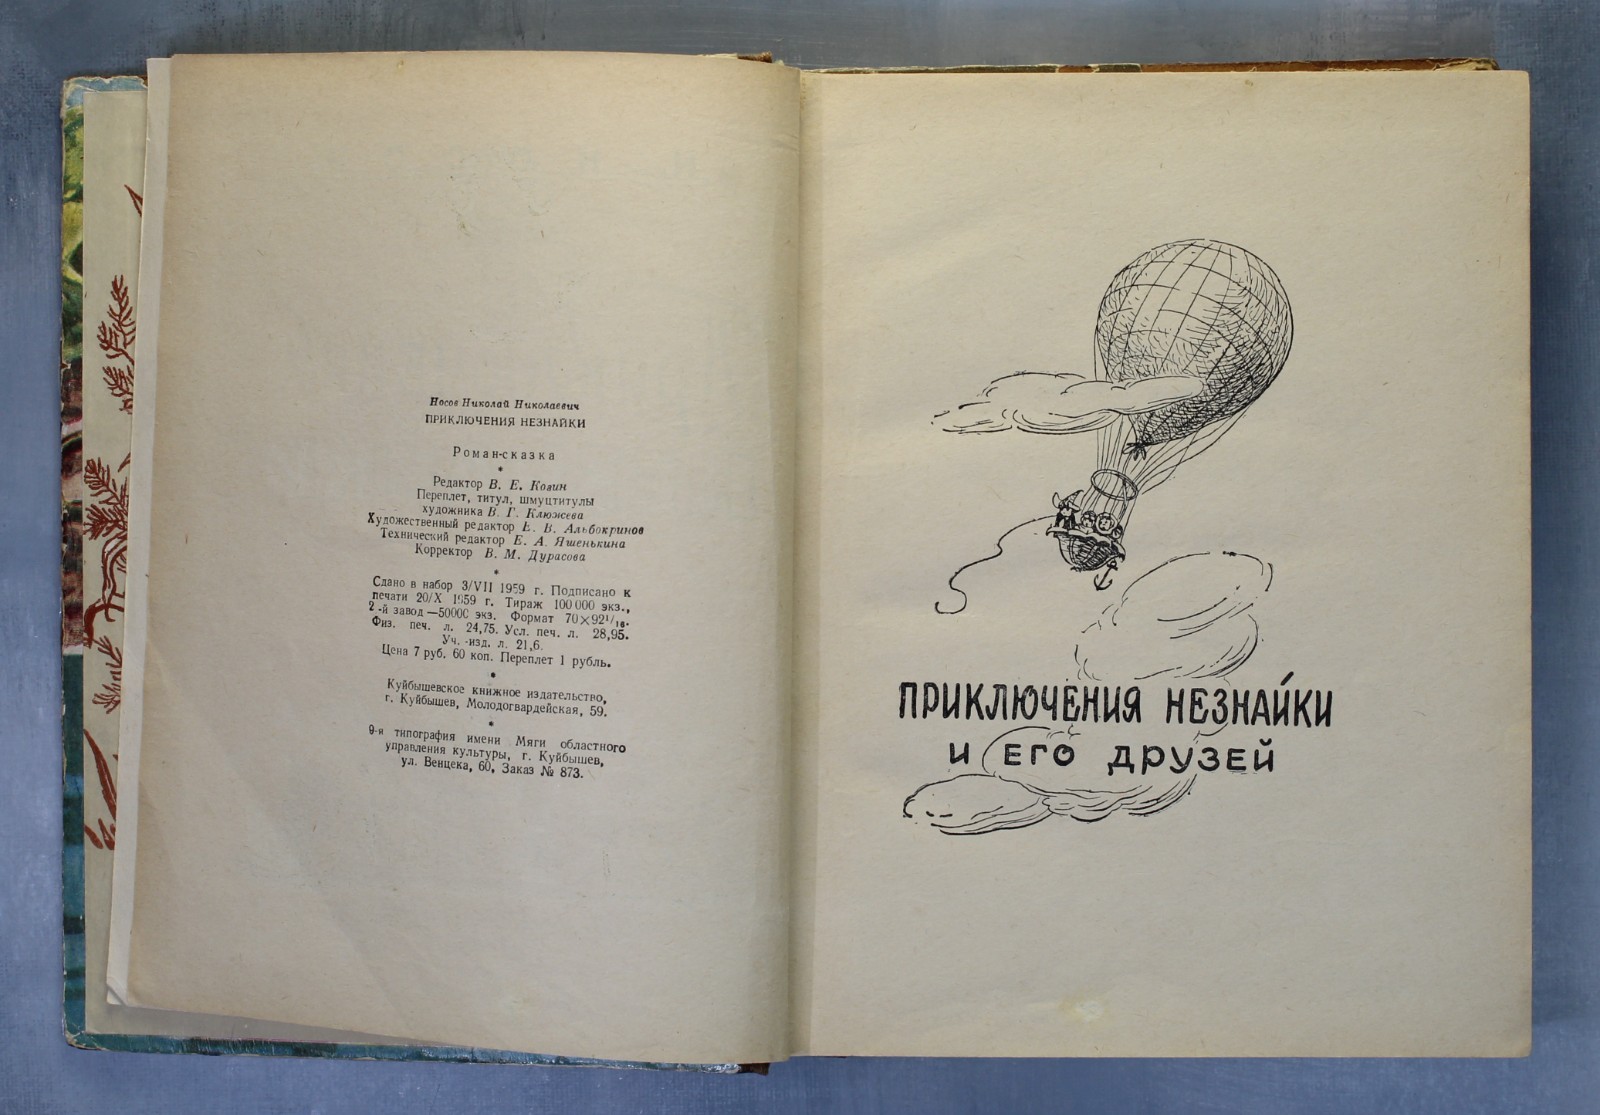 Носов Николай Николаевич
ПРИКЛЮЧЕНИЯ НЕЗНАЙКИ
Роман-сказка
*
Редактор В. Е. Козин
Переплет, титул, шмуцтитулы
художника В. Г. Клюжева
Художественный редактор Е. В. Альбокринов
Технический редактор Е. А. Яшенькина
Корректор В. М. Дурасова
*
Сдано в набор 3/VII 1959 г. Подписано к
печати 20/X 1959 г. Тираж 100 000 экз.,
2-й завод — 50000 экз. Формат 70×92¹/₁₆.
Физ. печ. л. 24,75. Усл. печ. л. 28,95.
Уч.-изд. л. 21,6.
Цена 7 руб. 60 коп. Переплет 1 рубль.
*
Куйбышевское книжное издательство,
г. Куйбышев, Молодогвардейская, 59.
*
9-я типография имени Мяги областного
управления культуры, г. Куйбышев,
ул. Венцека, 60, Заказ № 873.
ПРИКЛЮЧЕНИЯ НЕЗНАЙКИ
И ЕГО ДРУЗЕЙ